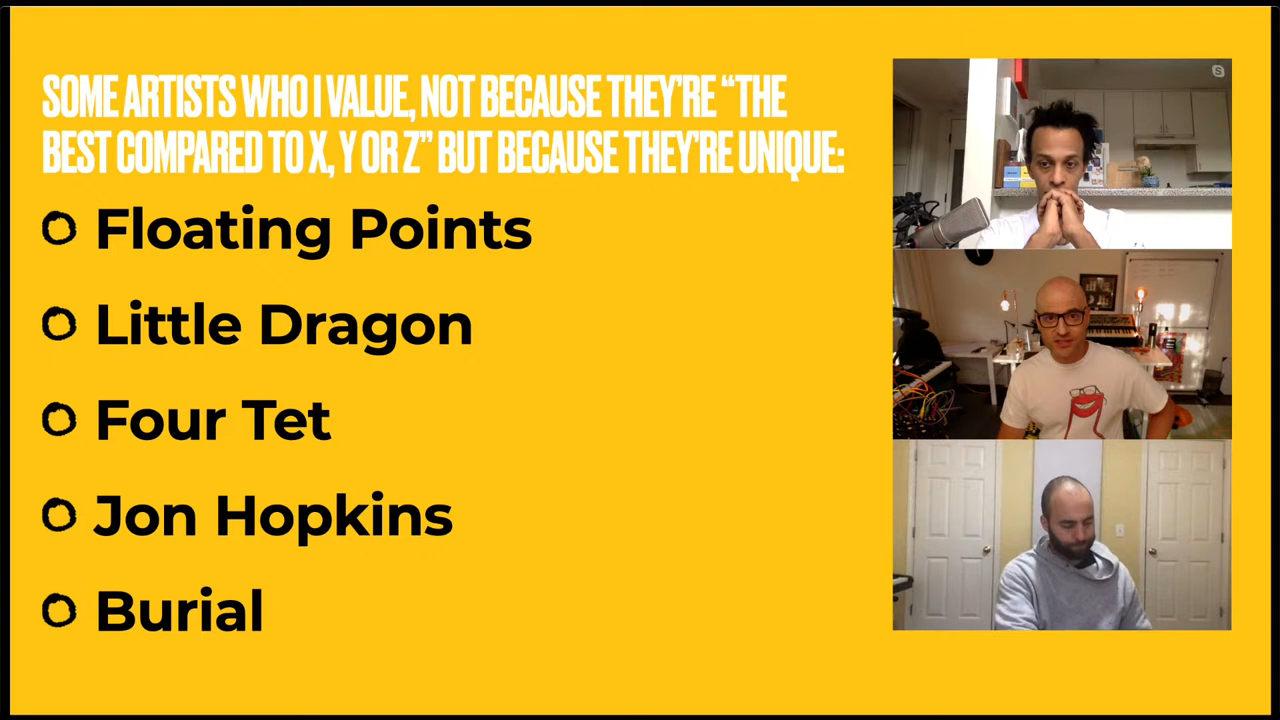 SOME ARTISTS WHO I VALUE, NOT BECAUSE THEY'RE “THE
BEST COMPARED TO X, Y OR Z” BUT BECAUSE THEY'RE UNIQUE:
Floating Points
Little Dragon
Four Tet
Jon Hopkins
Burial